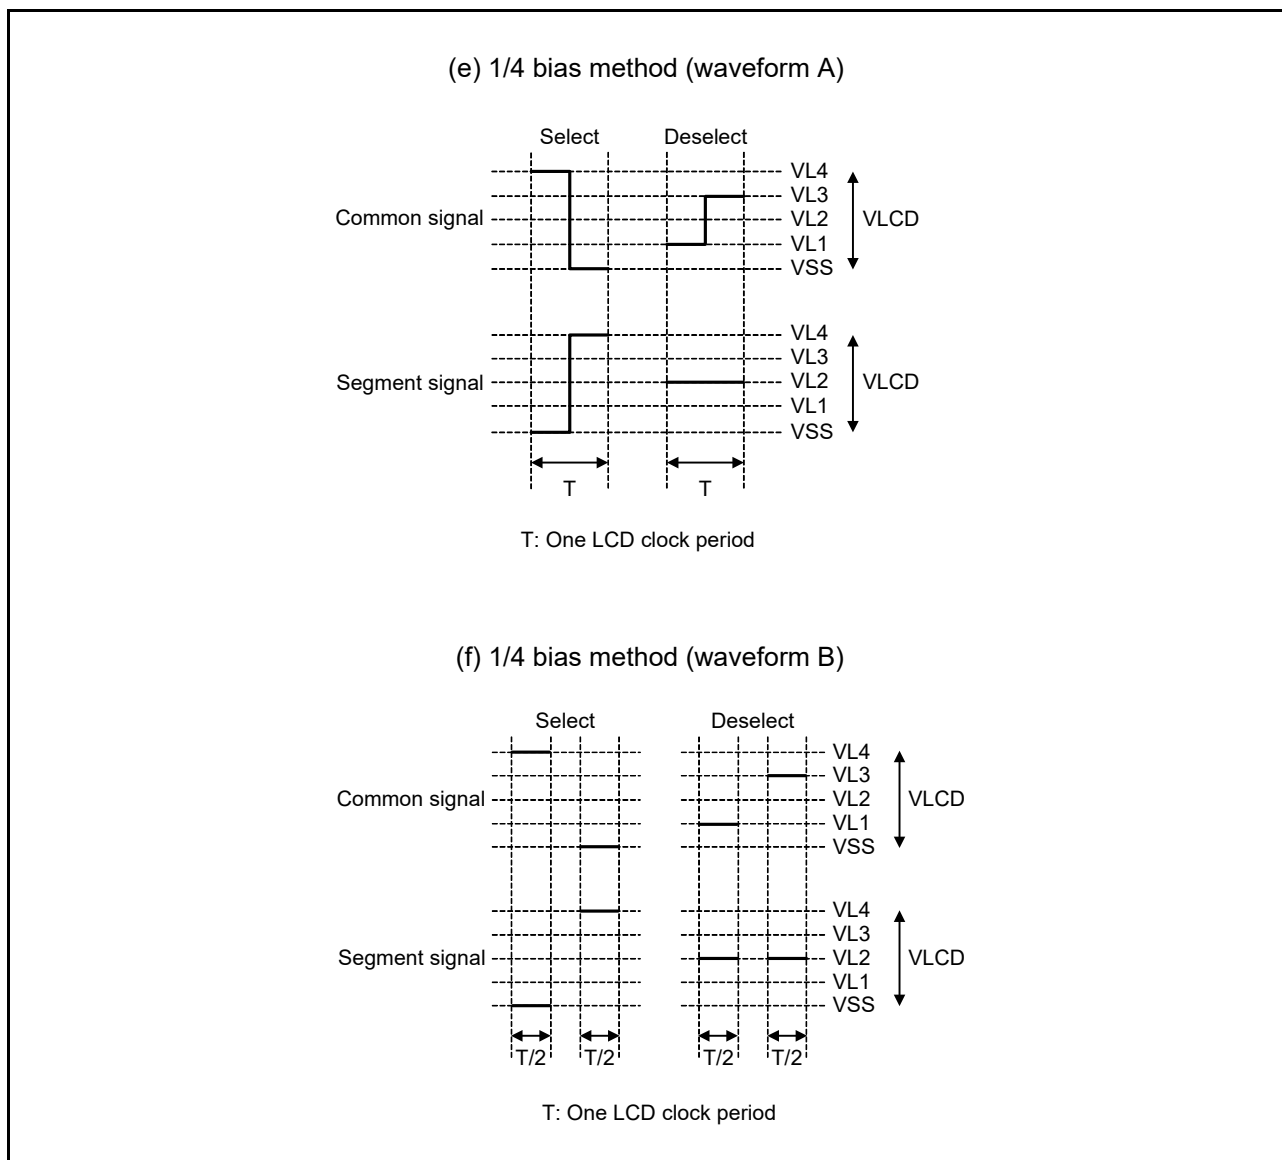 (e) 1/4 bias method (waveform A)
Select Deselect
VL4
VL3
Common signal VL2 VLCD
VL1
VSS
VL4
VL3
Segment signal VL2 VLCD
VL1
VSS
T T
T: One LCD clock period
(f) 1/4 bias method (waveform B)
Select Deselect
VL4
VL3
Common signal VL2 VLCD
VL1
VSS
VL4
VL3
Segment signal VL2 VLCD
VL1
VSS
T/2 T/2 T/2 T/2
T: One LCD clock period